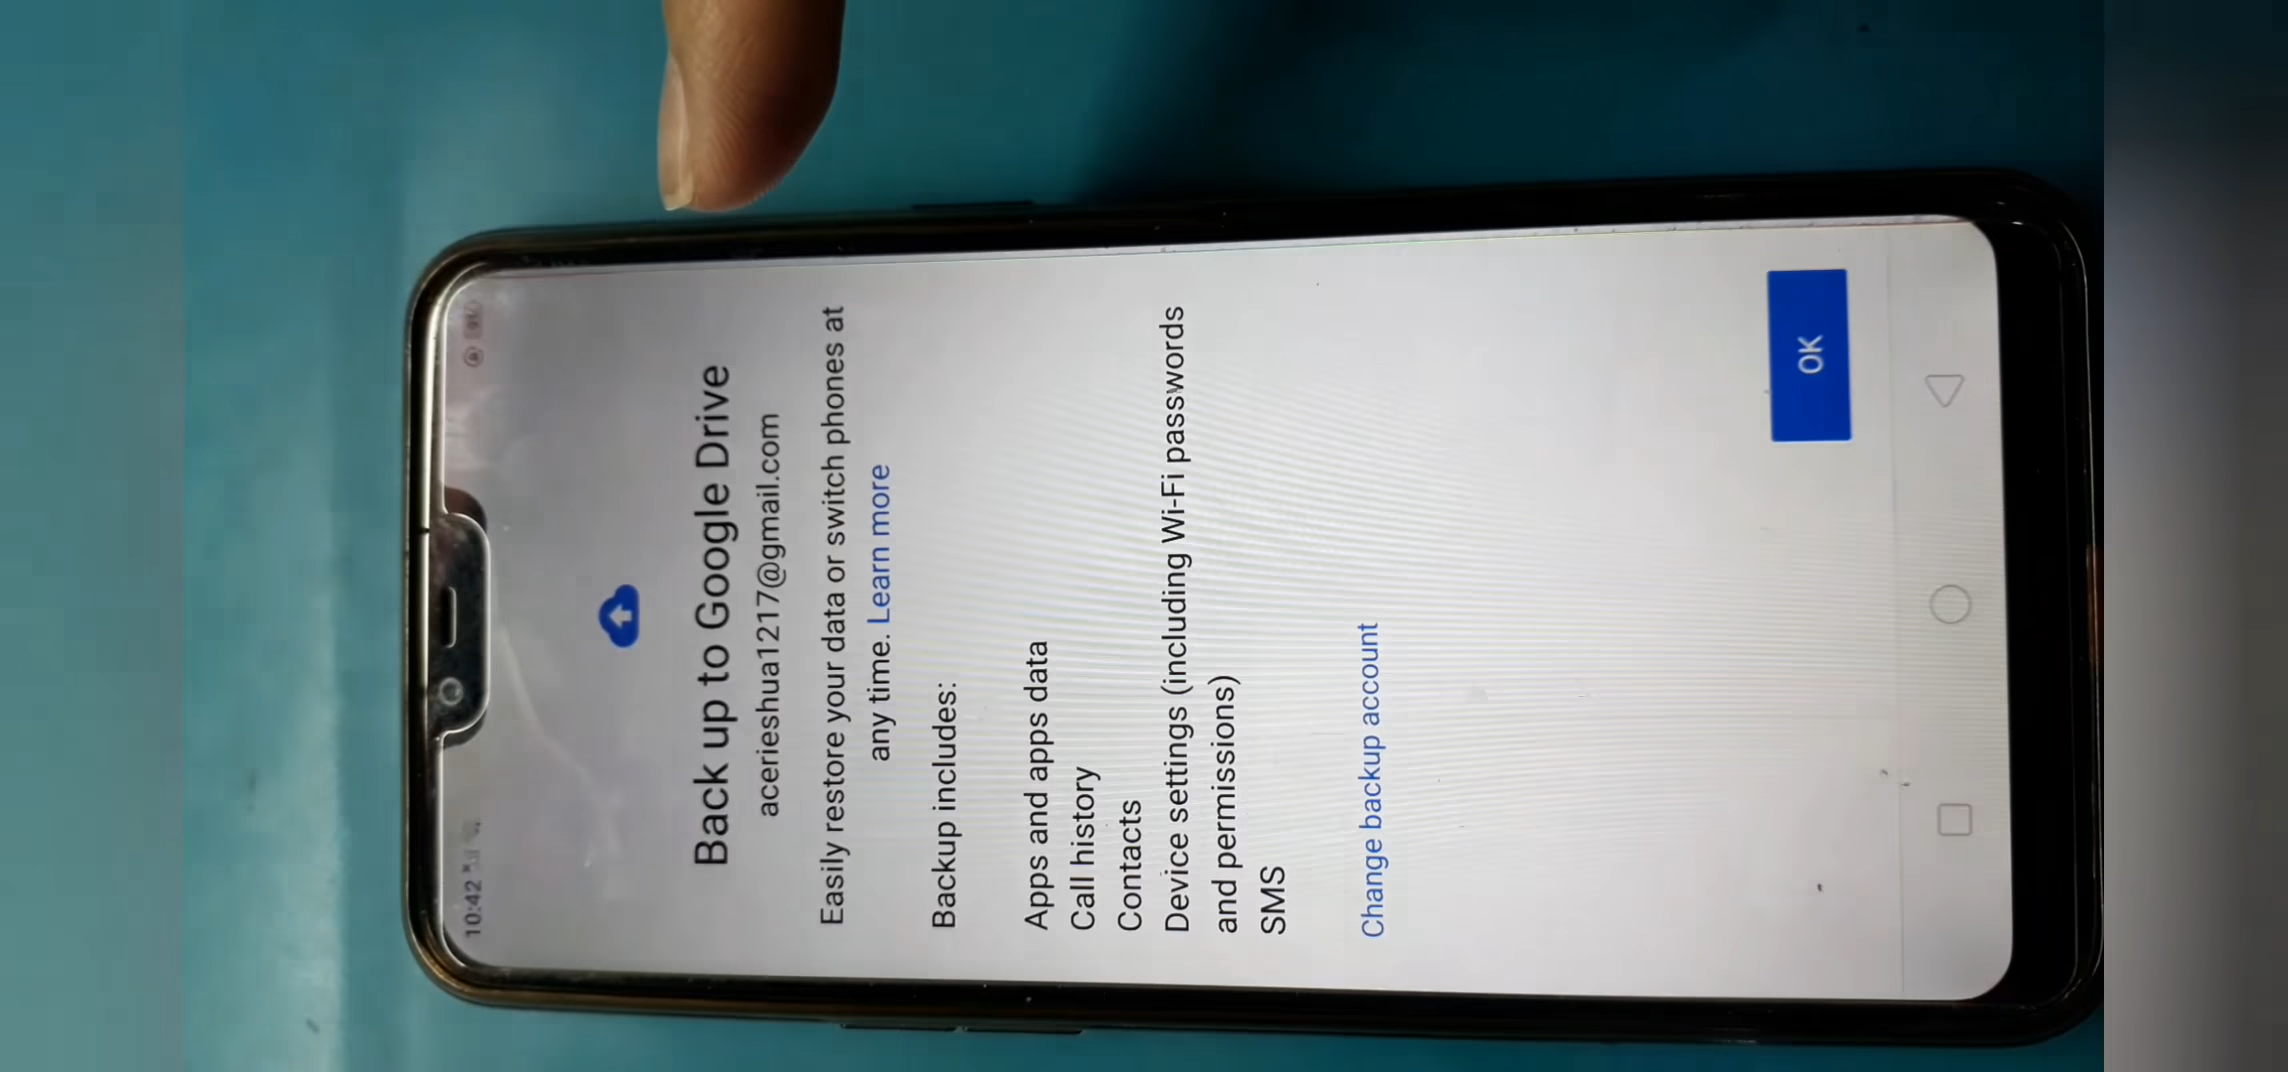 10:42
Back up to Google Drive
acerieshua1217@gmail.com
Easily restore your data or switch phones at
any time. Learn more
Backup includes:
Apps and apps data
Call history
Contacts
Device settings (including Wi-Fi passwords
and permissions)
SMS
Change backup account
OK